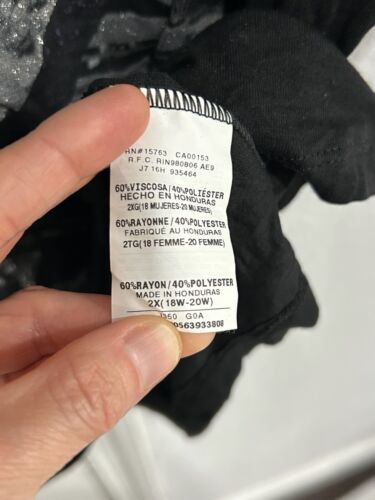 RN#15763 CA00153
R.F.C. RIN980806 AE9
J7 16H 935464
60%VISCOSA/40%POLIÉSTER
HECHO EN HONDURAS
2XG(18 MUJERES-20 MUJERES)
60%RAYONNE/40%POLYESTER
FABRIQUÉ AU HONDURAS
2TG(18 FEMME-20 FEMME)
60%RAYON/40%POLYESTER
MADE IN HONDURAS
2X(18W-20W)
J350 G0A
9563933808